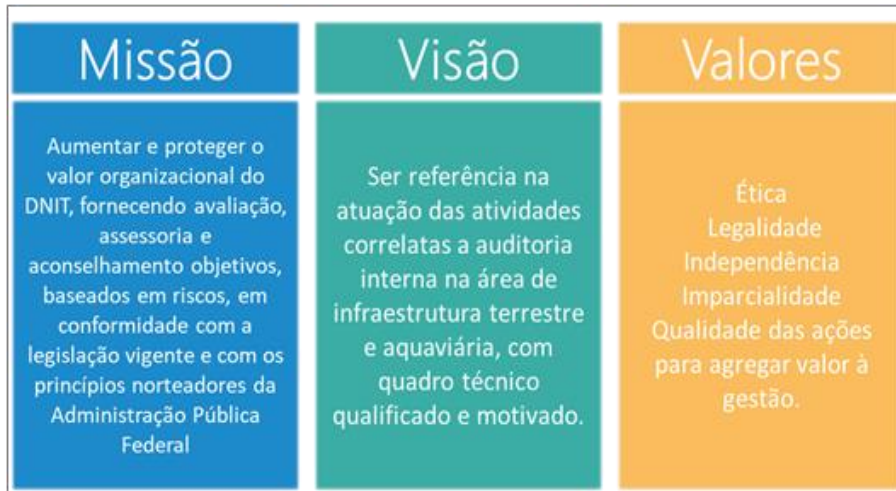 Missão
Aumentar e proteger o
valor organizacional do
DNIT, fornecendo avaliação,
assessoria e
aconselhamento objetivos,
baseados em riscos, em
conformidade com a
legislação vigente e com os
princípios norteadores da
Administração Pública
Federal
Visão
Ser referência na
atuação das atividades
correlatas a auditoria
interna na área de
infraestrutura terrestre
e aquaviária, com
quadro técnico
qualificado e motivado.
Valores
Ética
Legalidade
Independência
Imparcialidade
Qualidade das ações
para agregar valor à
gestão.